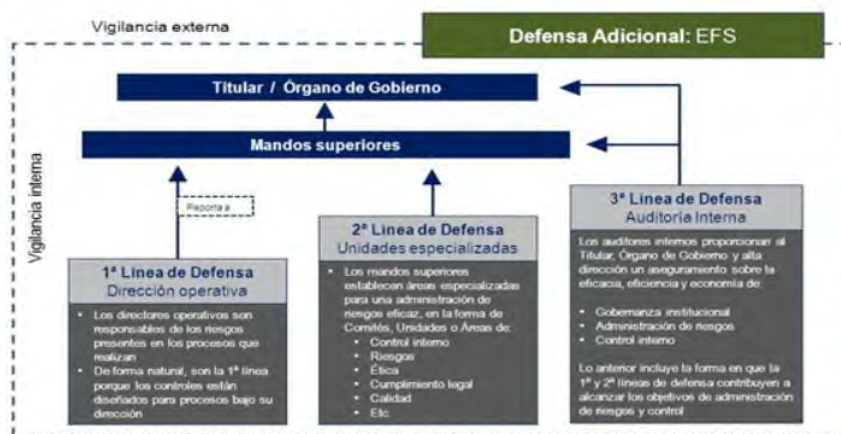 Vigilancia externa
Defensa Adicional: EFS
Titular / Órgano de Gobierno
Mandos superiores
Vigilancia interna
Reporta a
1ª Línea de Defensa
Dirección operativa
• Los directores operativos son
responsables de los riesgos
presentes en los procesos que
realizan
• De forma natural, son la 1ª línea
porque los controles están
diseñados para procesos bajo su
dirección
2ª Línea de Defensa
Unidades especializadas
• Los mandos superiores
establecen áreas especializadas
para una administración de
riesgos eficaz, en la forma de
Comités, Unidades o Áreas de:
• Control interno
• Riesgos
• Ética
• Cumplimiento legal
• Calidad
• Etc.
3ª Línea de Defensa
Auditoría Interna
Los auditores internos proporcionan al
Titular, Órgano de Gobierno y alta
dirección un aseguramiento sobre la
eficacia, eficiencia y economía de:
• Gobernanza institucional
• Administración de riesgos
• Control interno
Lo anterior incluye la forma en que la
1ª y 2ª líneas de defensa contribuyen a
alcanzar los objetivos de administración
de riesgos y control